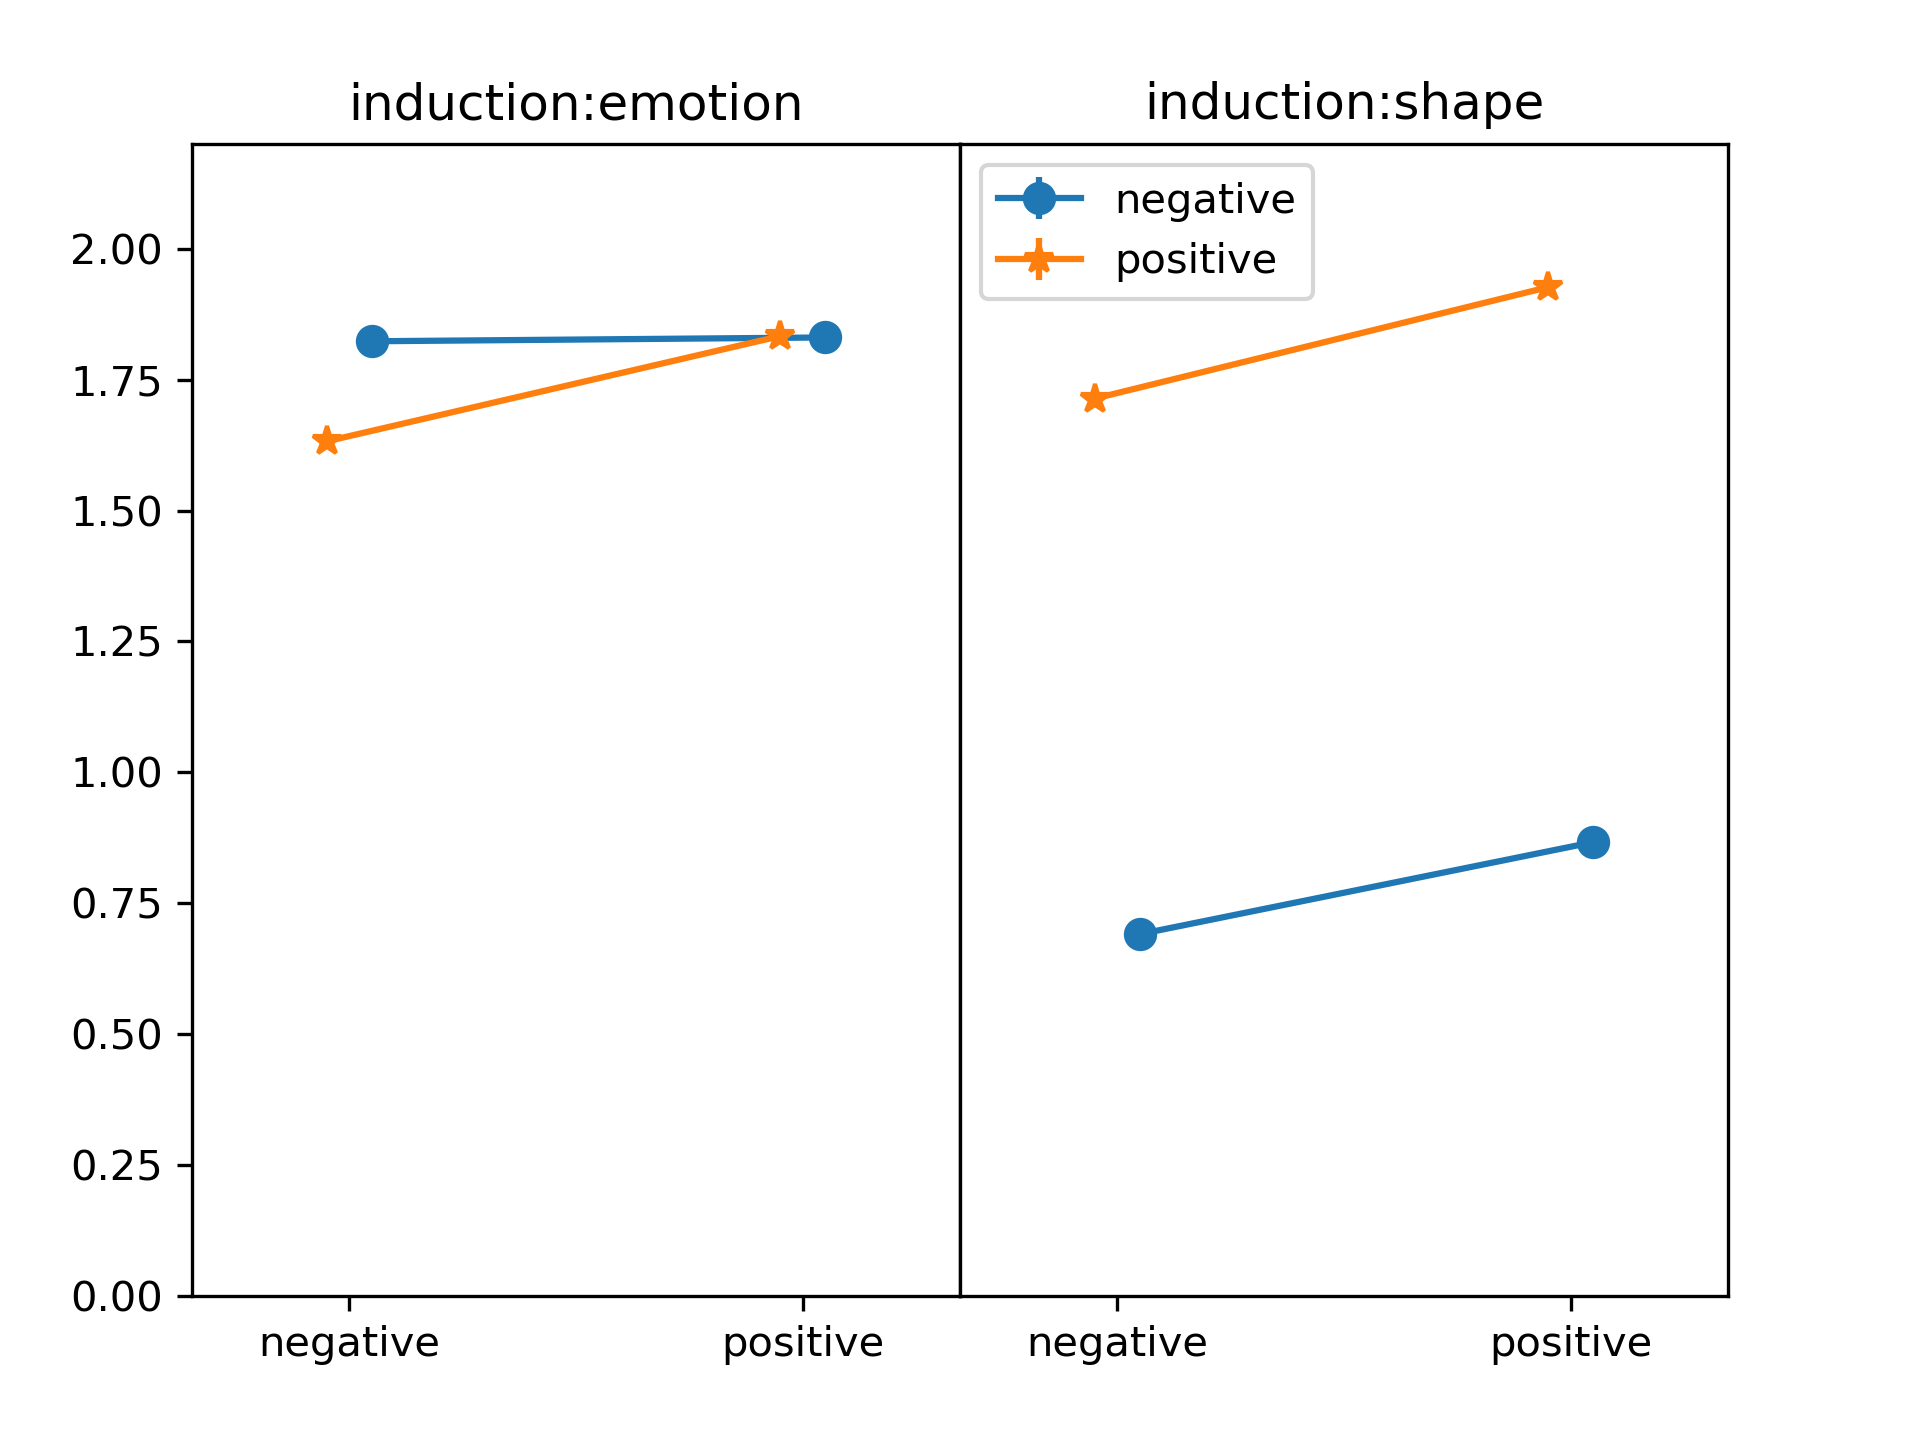 induction:emotion
induction:shape
negative
positive
2.00
1.75
1.50
1.25
1.00
0.75
0.50
0.25
0.00
negative
positive
negative
positive